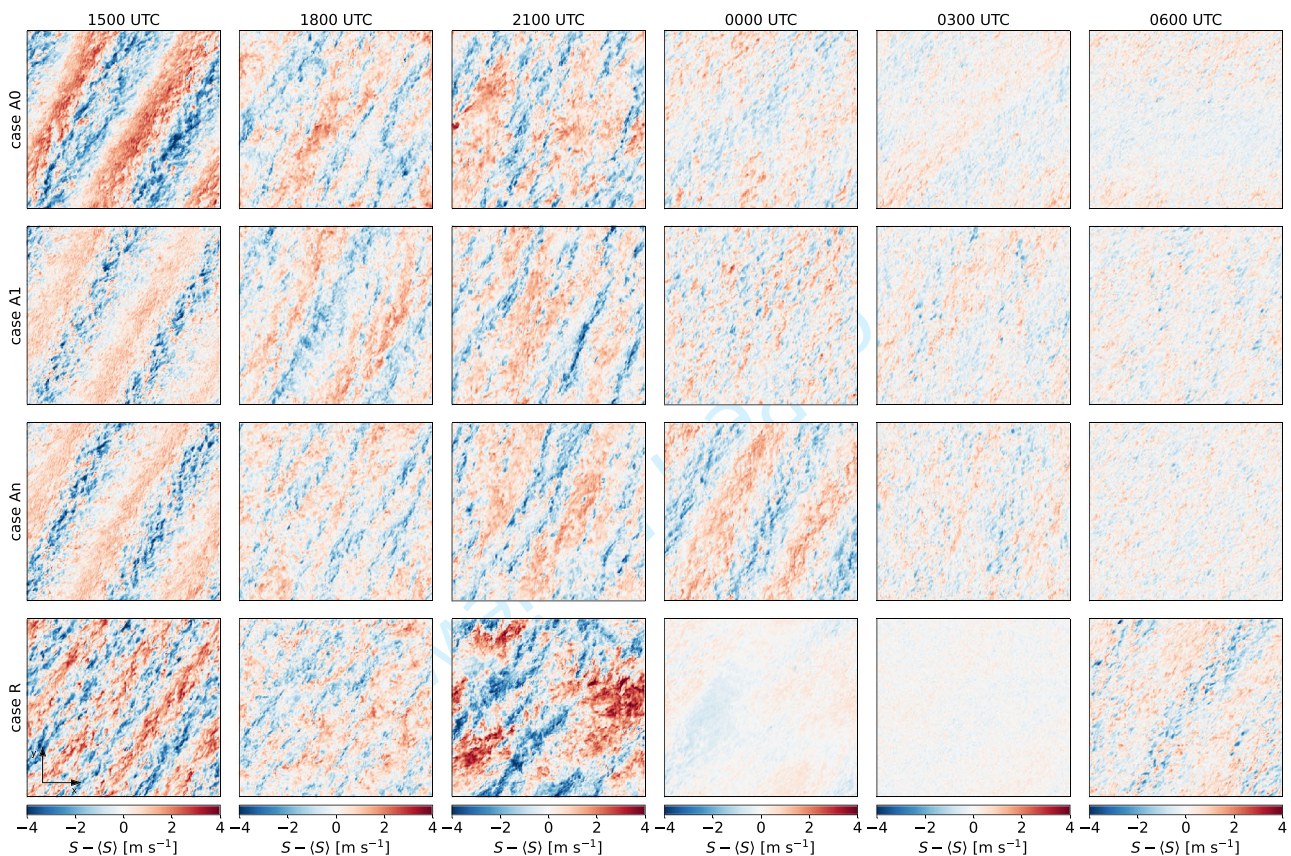 1500 UTC 1800 UTC 2100 UTC 0000 UTC 0300 UTC 0600 UTC
case A0
case A1
case An
case R
y
x
−4 −2 0 2 4 −4 −2 0 2 4 −4 −2 0 2 4 −4 −2 0 2 4 −4 −2 0 2 4 −4 −2 0 2 4
S − ⟨S⟩ [m s⁻¹] S − ⟨S⟩ [m s⁻¹] S − ⟨S⟩ [m s⁻¹] S − ⟨S⟩ [m s⁻¹] S − ⟨S⟩ [m s⁻¹] S − ⟨S⟩ [m s⁻¹]